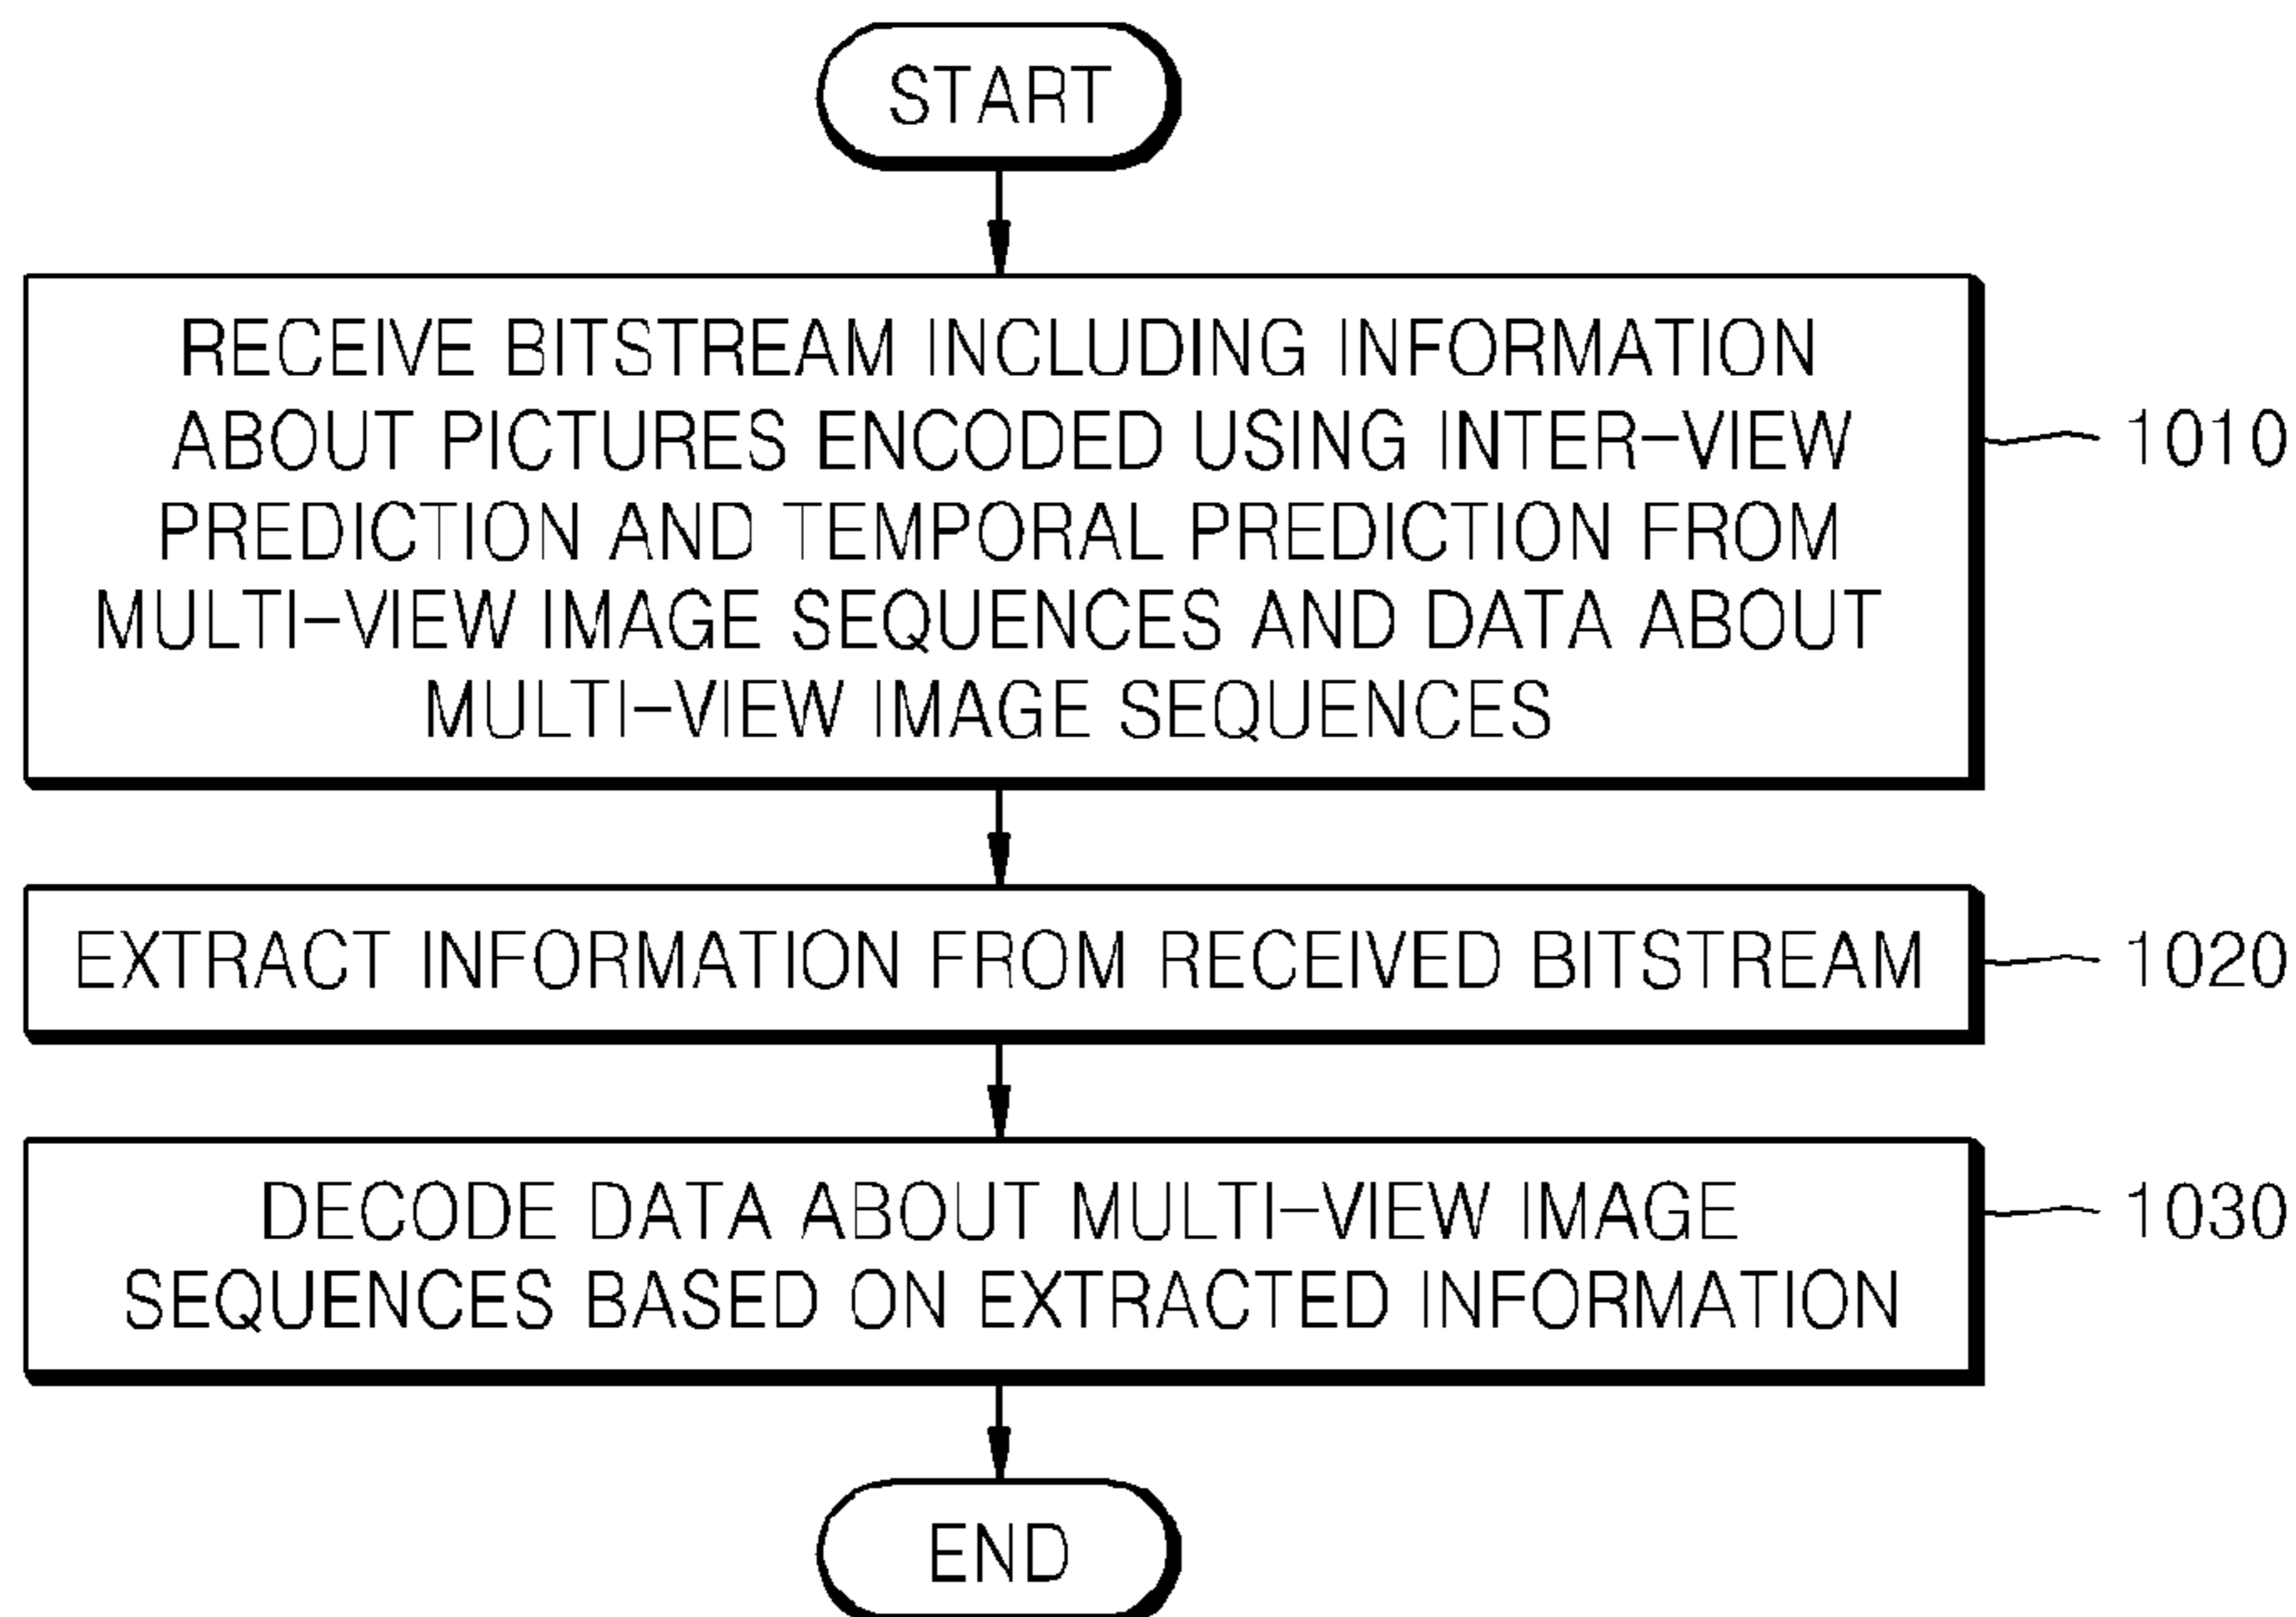 START
RECEIVE BITSTREAM INCLUDING INFORMATION
ABOUT PICTURES ENCODED USING INTER-VIEW
PREDICTION AND TEMPORAL PREDICTION FROM
MULTI-VIEW IMAGE SEQUENCES AND DATA ABOUT
MULTI-VIEW IMAGE SEQUENCES
1010
EXTRACT INFORMATION FROM RECEIVED BITSTREAM
1020
DECODE DATA ABOUT MULTI-VIEW IMAGE
SEQUENCES BASED ON EXTRACTED INFORMATION
1030
END